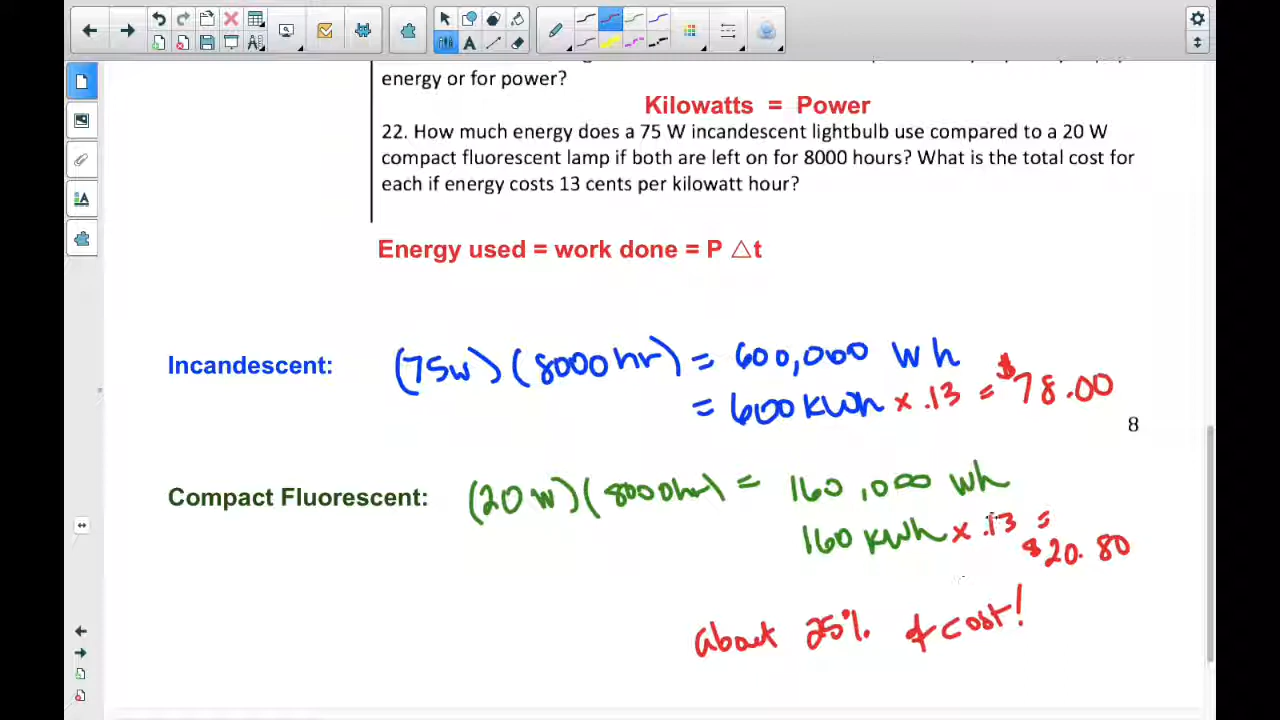 energy or for power?
Kilowatts = Power
22. How much energy does a 75 W incandescent lightbulb use compared to a 20 W
compact fluorescent lamp if both are left on for 8000 hours? What is the total cost for
each if energy costs 13 cents per kilowatt hour?
Energy used = work done = P △t
Incandescent: (75W) (8000hr) = 600,000 Wh
= 600 kWh x .13 = $78.00
8
Compact Fluorescent: (20W) (8000hr) = 160,000 Wh
160 kWh x .13 =
$20.80
about 25% of cost!